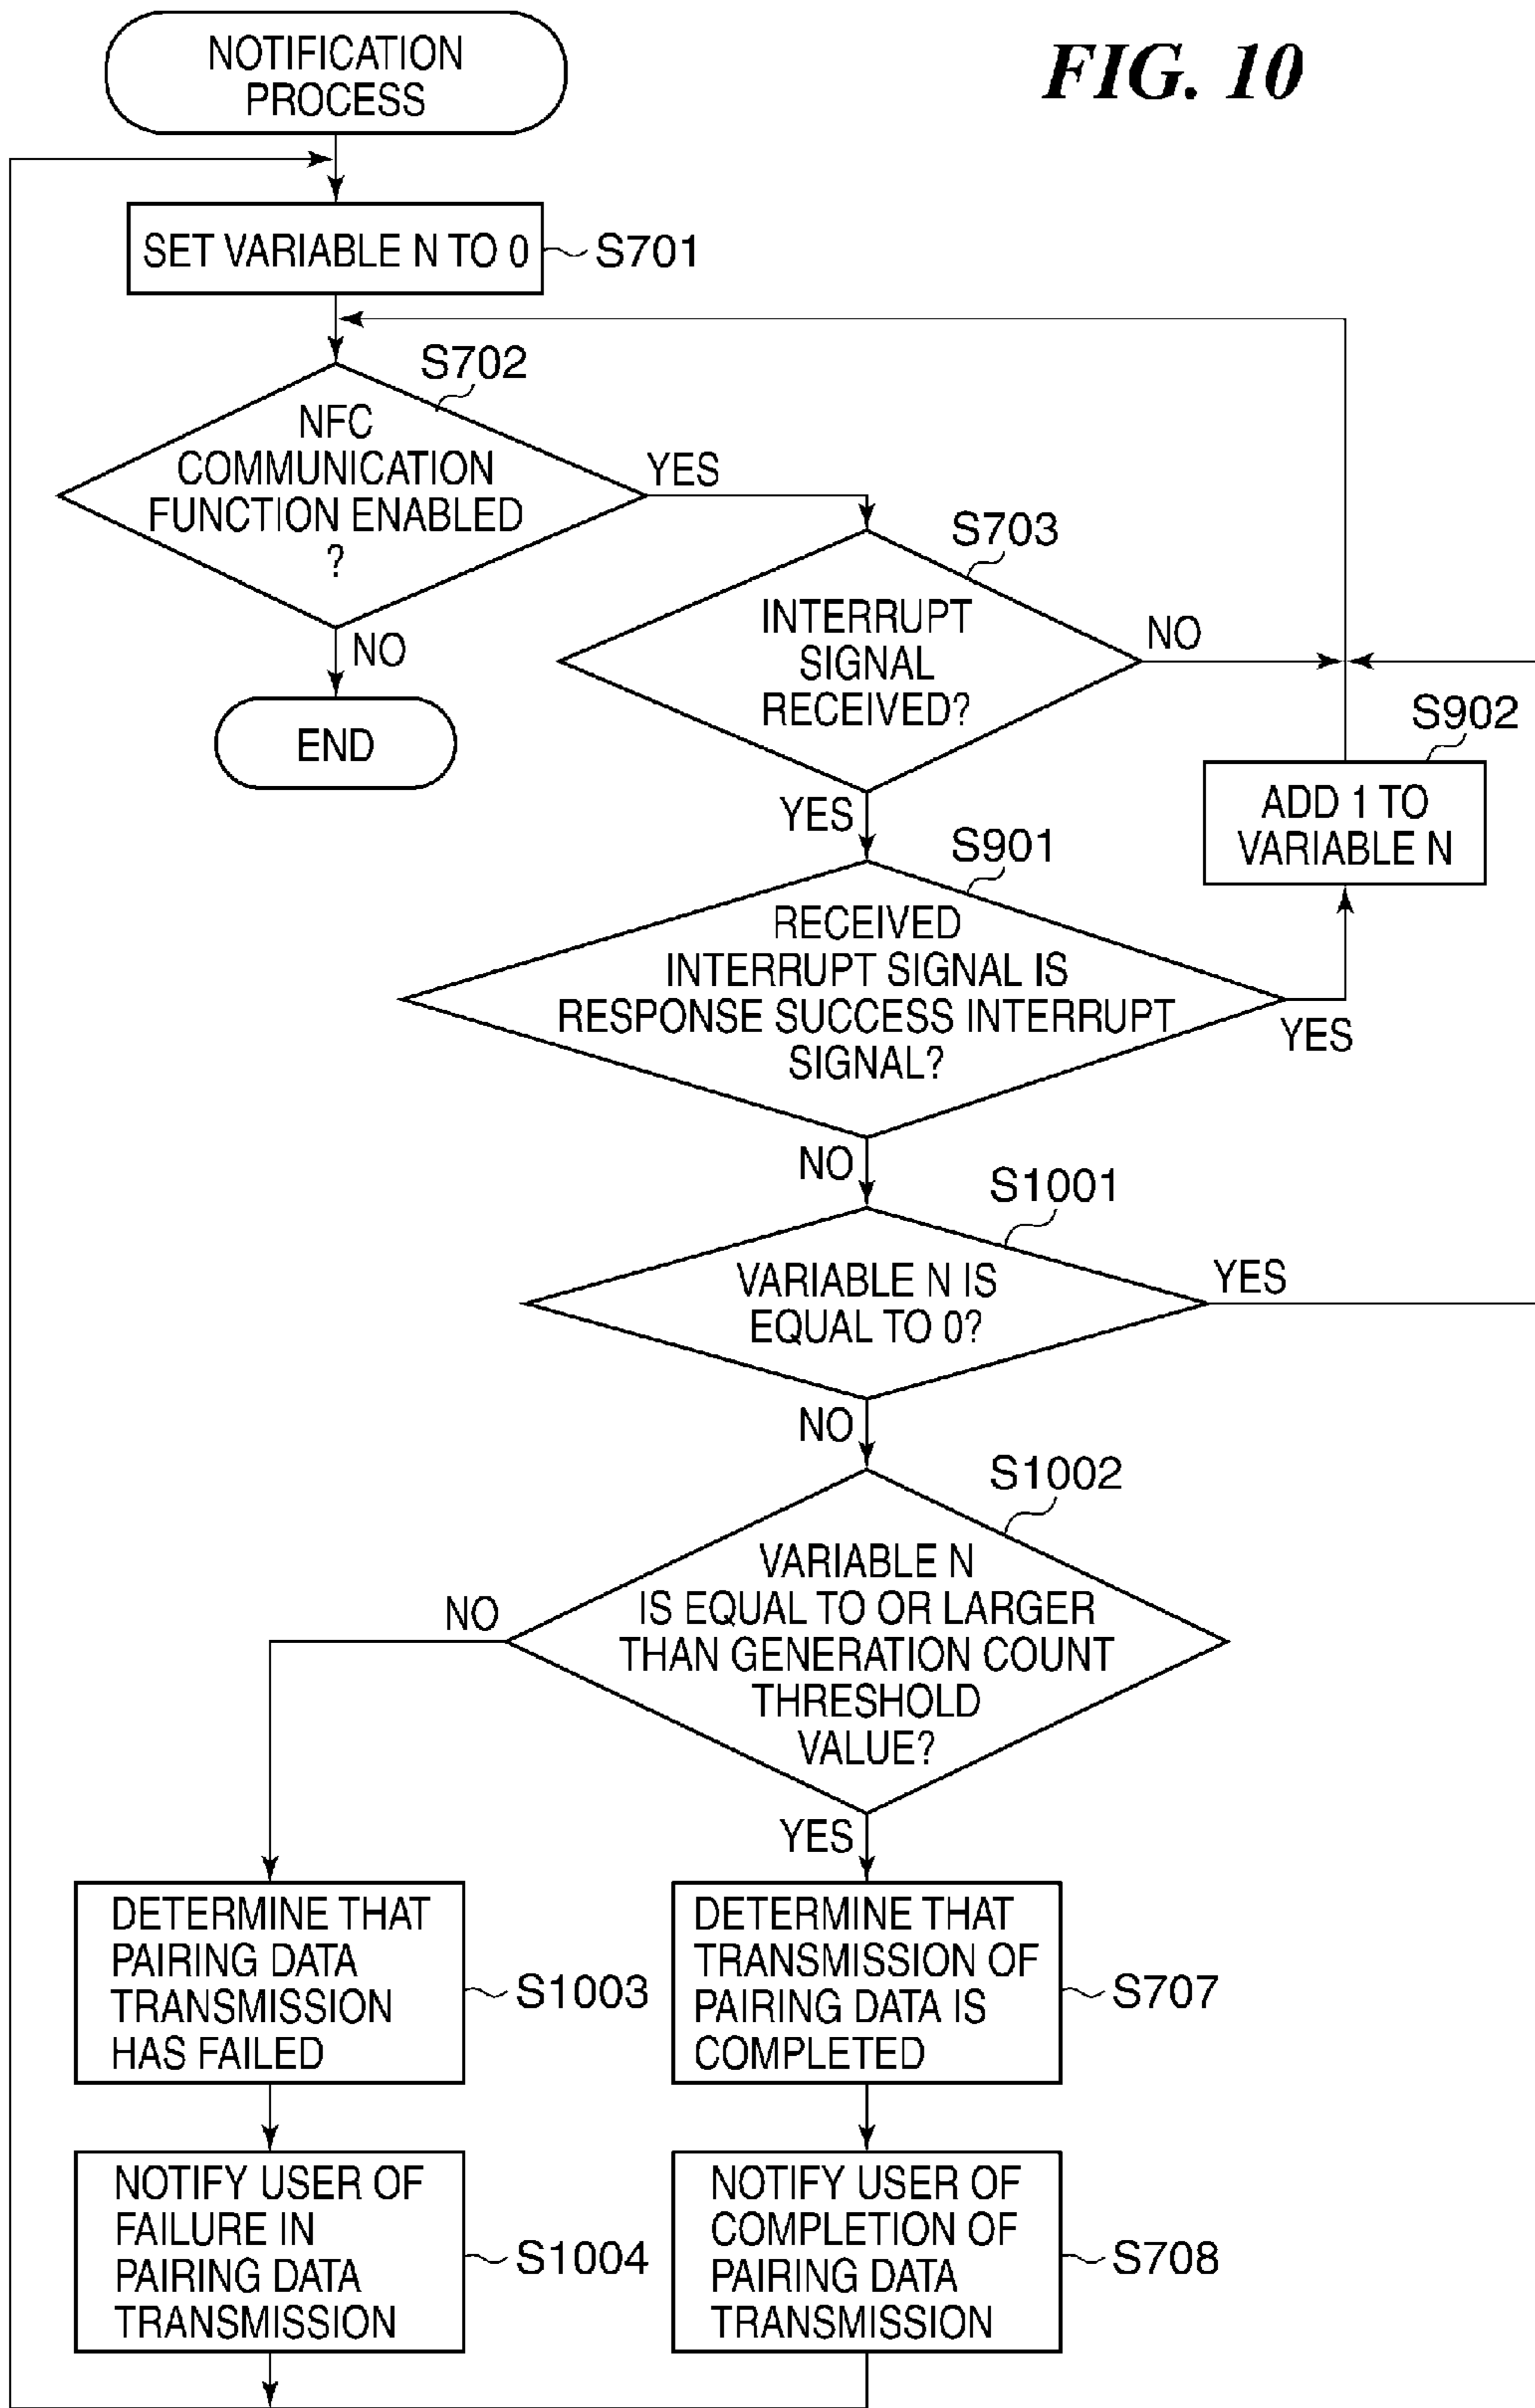 FIG. 10
NOTIFICATION
PROCESS
SET VARIABLE N TO 0
S701
S702
NFC
COMMUNICATION
FUNCTION ENABLED
?
YES
NO
END
S703
INTERRUPT
SIGNAL
RECEIVED?
NO
YES
S902
ADD 1 TO
VARIABLE N
S901
RECEIVED
INTERRUPT SIGNAL IS
RESPONSE SUCCESS INTERRUPT
SIGNAL?
YES
NO
S1001
VARIABLE N IS
EQUAL TO 0?
YES
NO
S1002
VARIABLE N
IS EQUAL TO OR LARGER
THAN GENERATION COUNT
THRESHOLD
VALUE?
NO
YES
DETERMINE THAT
PAIRING DATA
TRANSMISSION
HAS FAILED
S1003
DETERMINE THAT
TRANSMISSION OF
PAIRING DATA IS
COMPLETED
S707
NOTIFY USER OF
FAILURE IN
PAIRING DATA
TRANSMISSION
S1004
NOTIFY USER OF
COMPLETION OF
PAIRING DATA
TRANSMISSION
S708